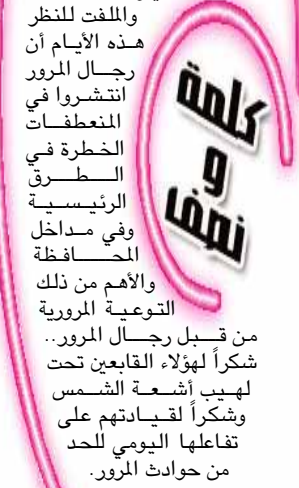 كلمة
و
نصف
والملفت للنظر
هذه الأيام أن
رجال المرور
انتشروا في
المنعطفات
الخطرة في
الطرق
الرئيسية
وفي مداخل
المحافظة
والأهم من ذلك
التوعية المرورية
من قبل رجال المرور..
شكراً لهؤلاء القابعين تحت
لهيب أشعة الشمس
وشكراً لقيادتهم على
تفاعلها اليومي للحد
من حوادث المرور.